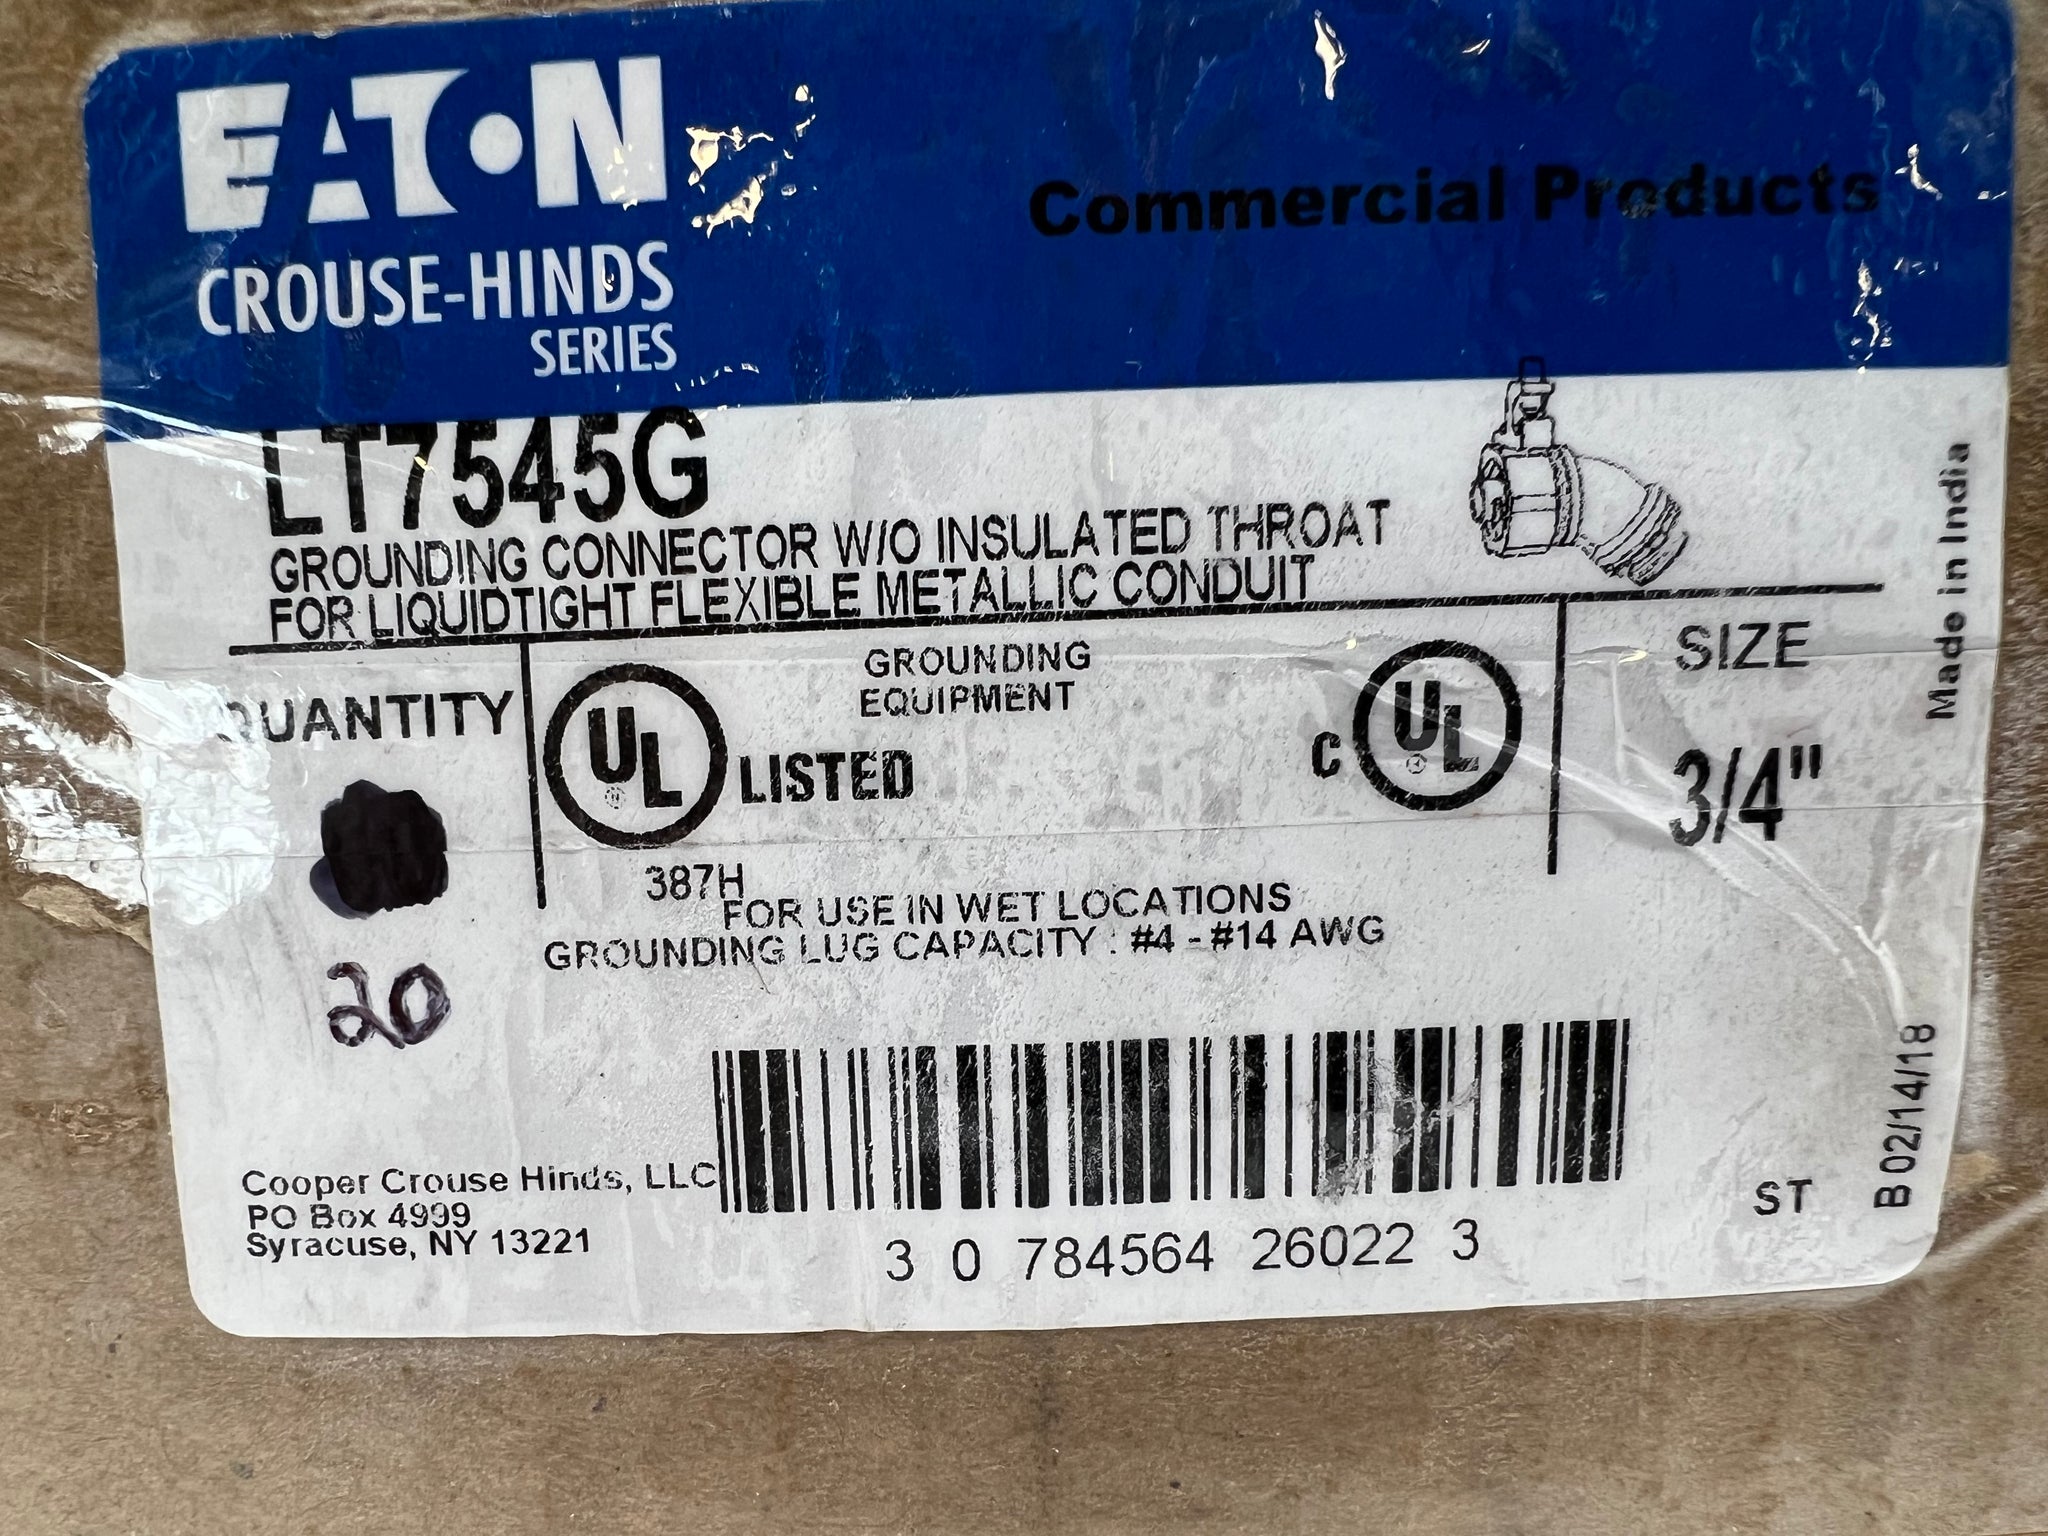 EATON
CROUSE-HINDS
SERIES
Commercial Products
LT7545G
GROUNDING CONNECTOR W/O INSULATED THROAT
FOR LIQUIDTIGHT FLEXIBLE METALLIC CONDUIT
Made in India
QUANTITY
20
UL
LISTED
387H
GROUNDING
EQUIPMENT
C
UL
SIZE
3/4"
FOR USE IN WET LOCATIONS
GROUNDING LUG CAPACITY : #4 - #14 AWG
Cooper Crouse Hinds, LLC
PO Box 4999
Syracuse, NY 13221
3 0 784564 26022 3
ST
B 02/14/18